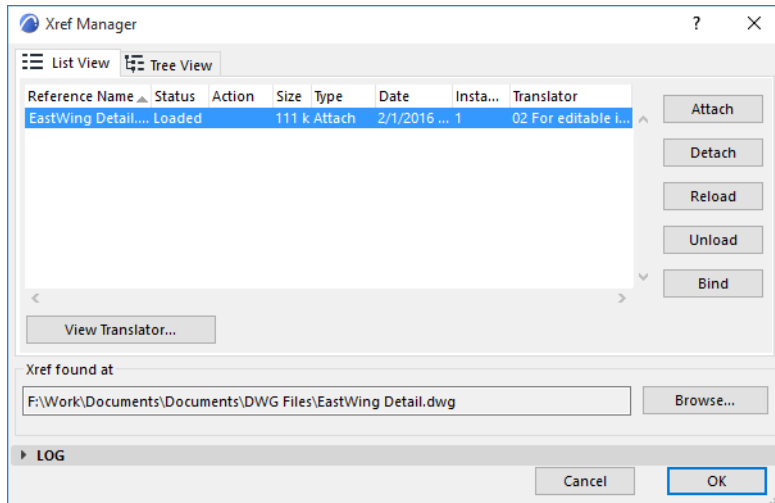 Xref Manager ?
List View Tree View
Reference Name Status Action Size Type Date Insta... Translator
EastWing Detail.... Loaded 111 k Attach 2/1/2016 ... 1 02 For editable i...
Attach
Detach
Reload
Unload
Bind
View Translator...
Xref found at
F:\Work\Documents\Documents\DWG Files\EastWing Detail.dwg Browse...
LOG
Cancel OK